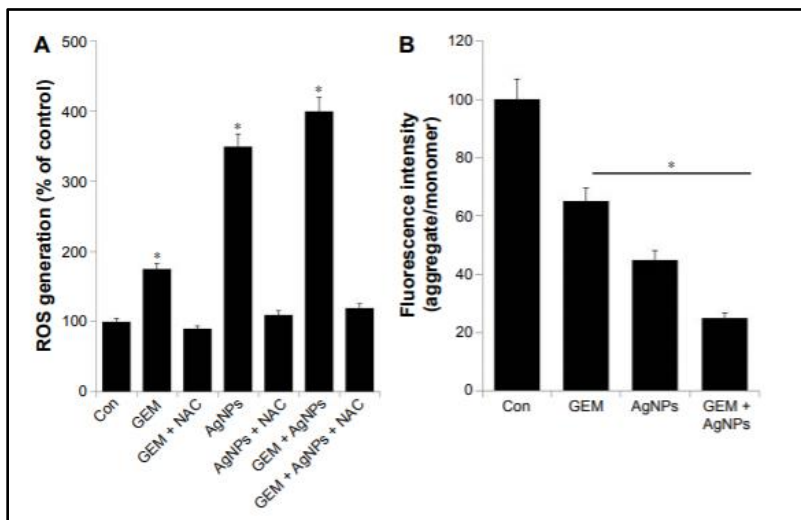 A
ROS generation (% of control)
500
400
300
200
100
0
*
*
*
Con
GEM
GEM + NAC
AgNPs
AgNPs + NAC
GEM + AgNPs
GEM + AgNPs + NAC
B
Fluorescence intensity
(aggregate/monomer)
120
100
80
60
40
20
0
*
Con
GEM
AgNPs
GEM +
AgNPs